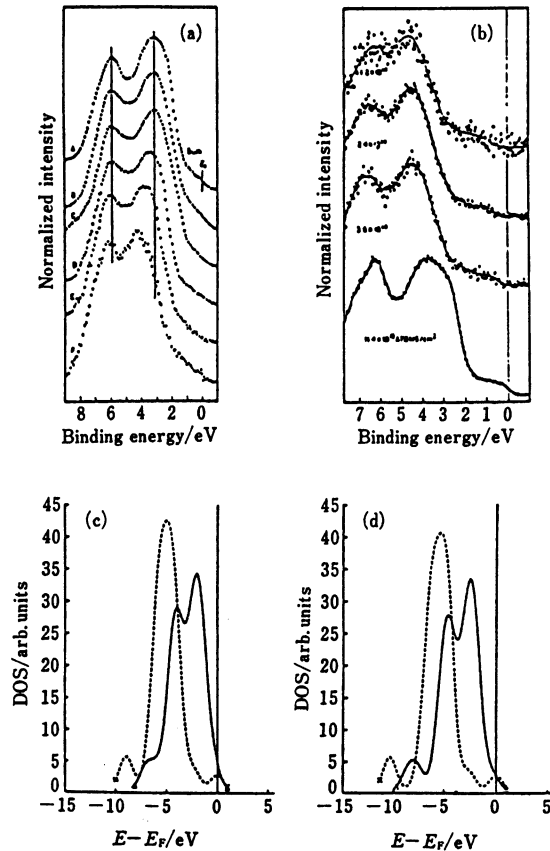 (a)
Normalized intensity
8 6 4 2 0
Binding energy/eV
(b)
Normalized intensity
7 6 5 4 3 2 1 0
Binding energy/eV
(c)
DOS/arb. units
45
40
35
30
25
20
15
10
5
0
−15 −10 −5 0 5
E−E_F/eV
(d)
DOS/arb. units
45
40
35
30
25
20
15
10
5
0
−15 −10 −5 0 5
E−E_F/eV